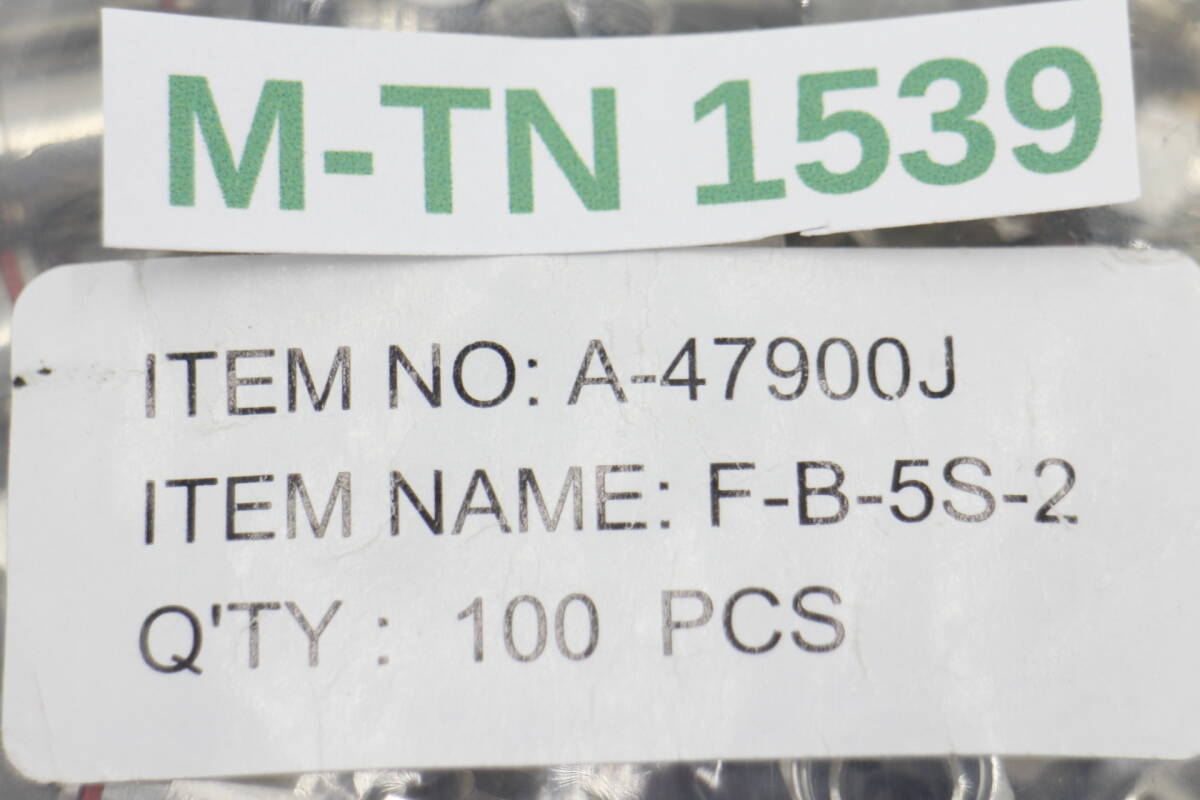 M-TN 1539
ITEM NO: A-47900J
ITEM NAME: F-B-5S-2
Q'TY : 100 PCS